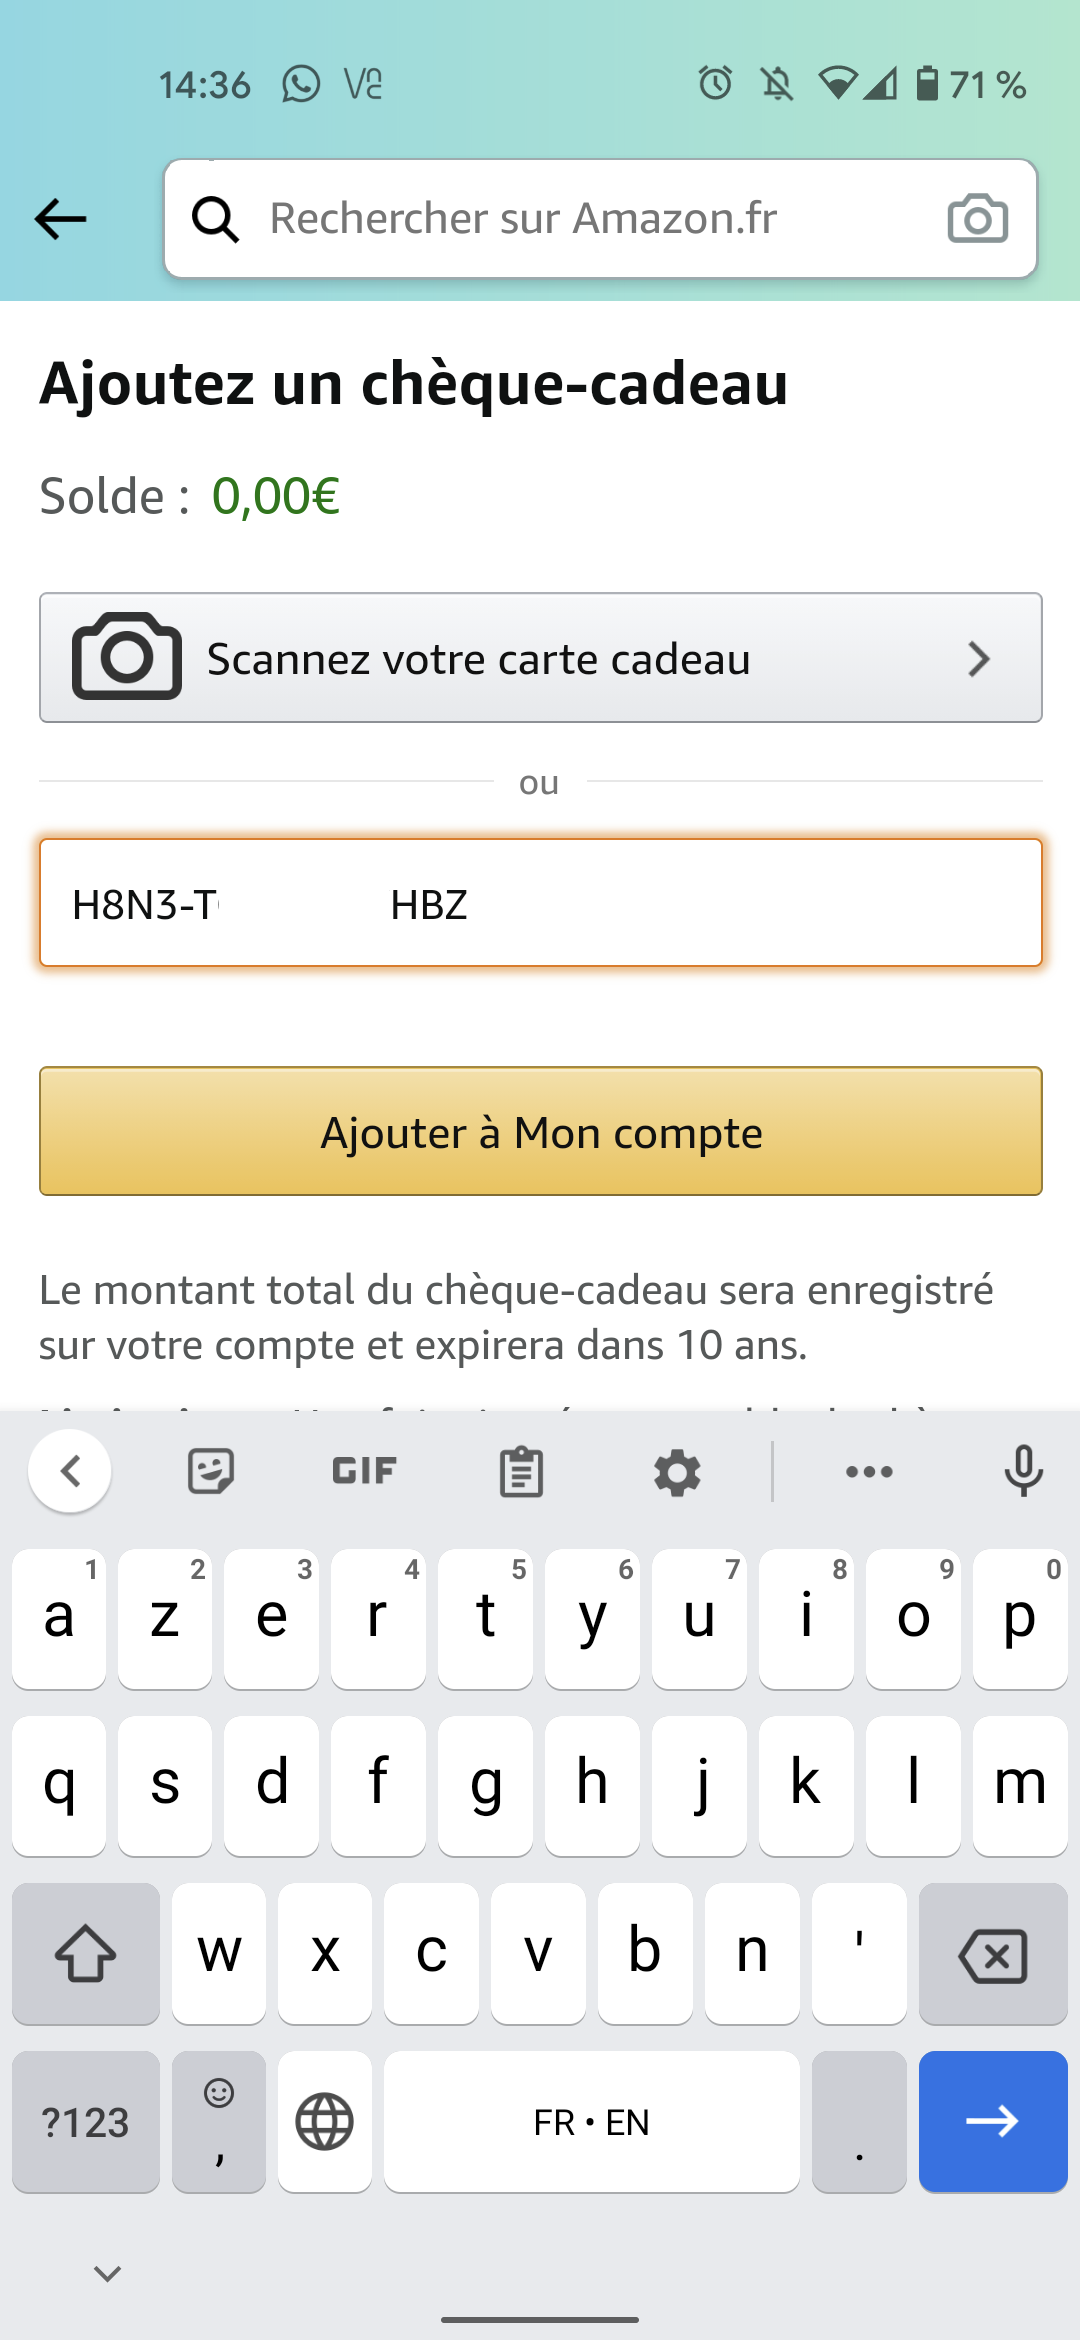 14:36 71 %
Rechercher sur Amazon.fr
Ajoutez un chèque-cadeau
Solde : 0,00€
Scannez votre carte cadeau
ou
H8N3-T HBZ
Ajouter à Mon compte
Le montant total du chèque-cadeau sera enregistré
sur votre compte et expirera dans 10 ans.
GIF
1 2 3 4 5 6 7 8 9 0
a z e r t y u i o p
q s d f g h j k l m
w x c v b n '
?123 , FR • EN .